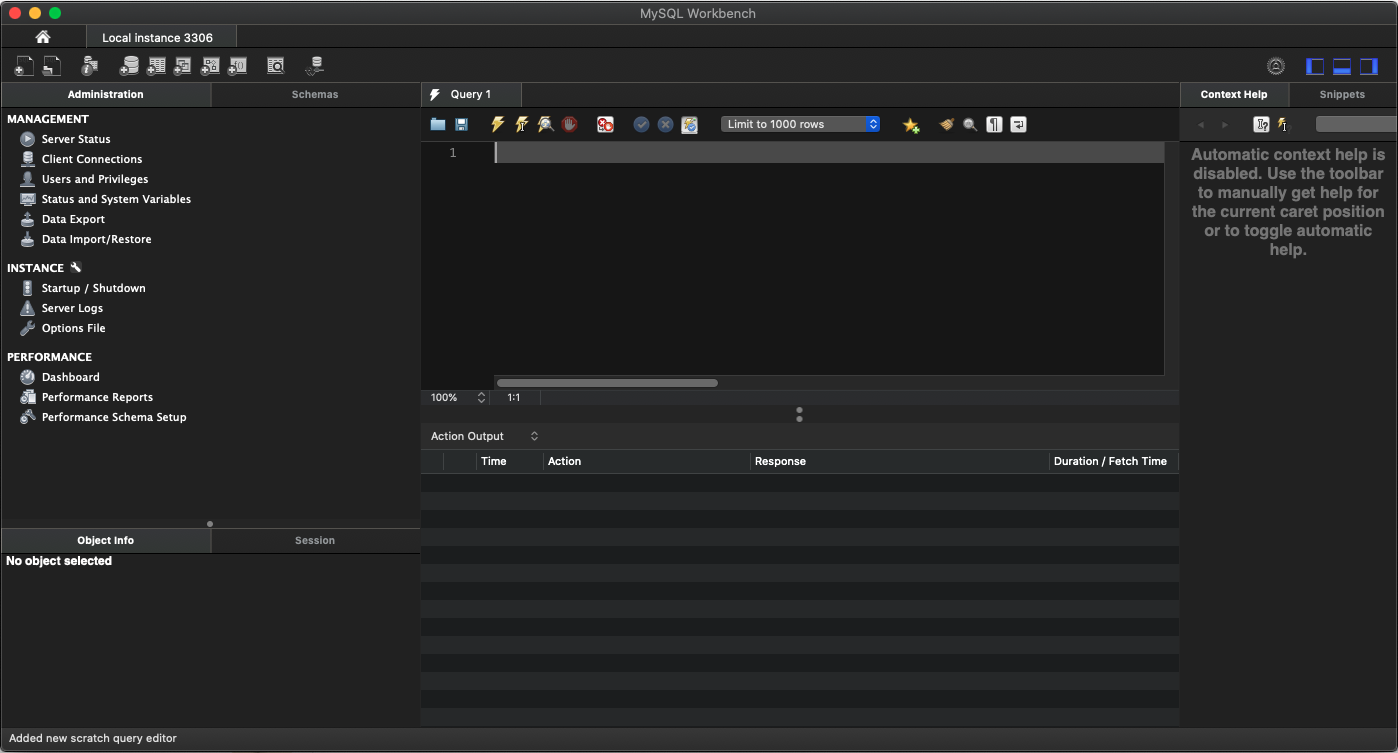 MySQL Workbench
Local instance 3306
Administration
Schemas
MANAGEMENT
Server Status
Client Connections
Users and Privileges
Status and System Variables
Data Export
Data Import/Restore
INSTANCE
Startup / Shutdown
Server Logs
Options File
PERFORMANCE
Dashboard
Performance Reports
Performance Schema Setup
Object Info
Session
No object selected
Query 1
Limit to 1000 rows
1
100%
1:1
Action Output
Time
Action
Response
Duration / Fetch Time
Context Help
Snippets
Automatic context help is
disabled. Use the toolbar
to manually get help for
the current caret position
or to toggle automatic
help.
Added new scratch query editor